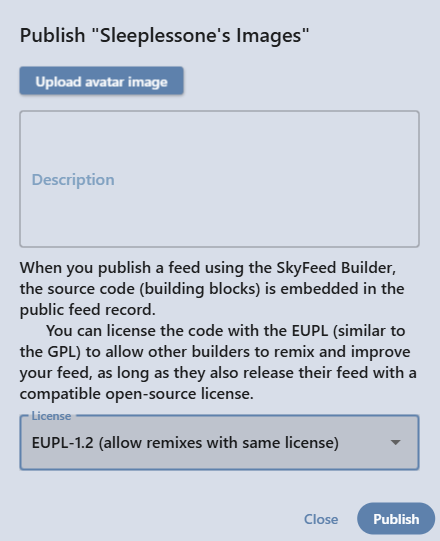 Publish "Sleeplessone's Images"
Upload avatar image
Description
When you publish a feed using the SkyFeed Builder,
the source code (building blocks) is embedded in the
public feed record.
You can license the code with the EUPL (similar to
the GPL) to allow other builders to remix and improve
your feed, as long as they also release their feed with a
compatible open-source license.
License
EUPL-1.2 (allow remixes with same license)
Close
Publish